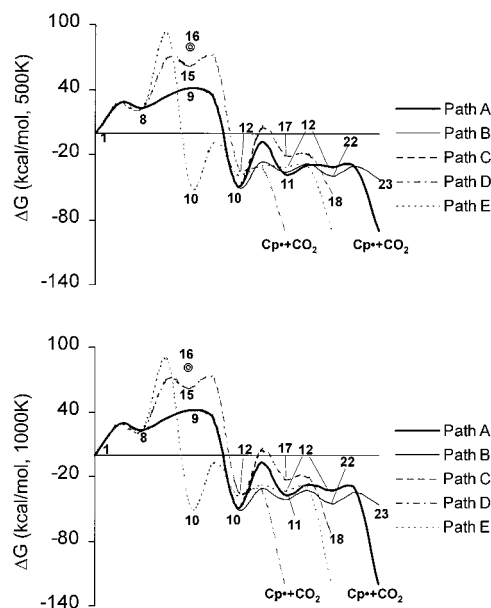 100
40
-20
-80
-140
ΔG (kcal/mol, 500K)
16
15
9
8
1
10
12
17
12
22
10
11
18
23
Cp•+CO2
Cp•+CO2
Path A
Path B
Path C
Path D
Path E
100
40
-20
-80
-140
ΔG (kcal/mol, 1000K)
16
15
9
8
1
10
12
17
12
22
10
11
18
23
Cp•+CO2
Cp•+CO2
Path A
Path B
Path C
Path D
Path E